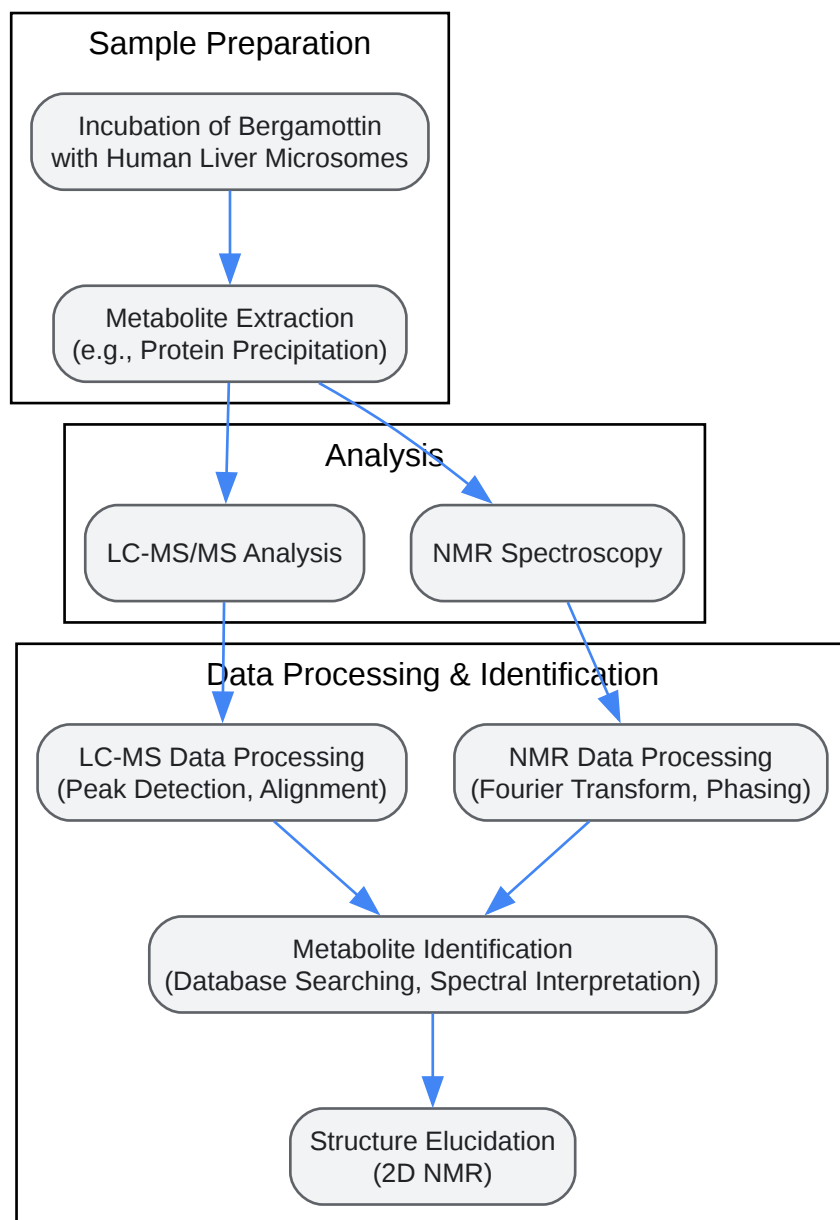 Sample Preparation
Incubation of Bergamottin
with Human Liver Microsomes
Metabolite Extraction
(e.g., Protein Precipitation)
Analysis
LC-MS/MS Analysis
NMR Spectroscopy
Data Processing & Identification
LC-MS Data Processing
(Peak Detection, Alignment)
NMR Data Processing
(Fourier Transform, Phasing)
Metabolite Identification
(Database Searching, Spectral Interpretation)
Structure Elucidation
(2D NMR)